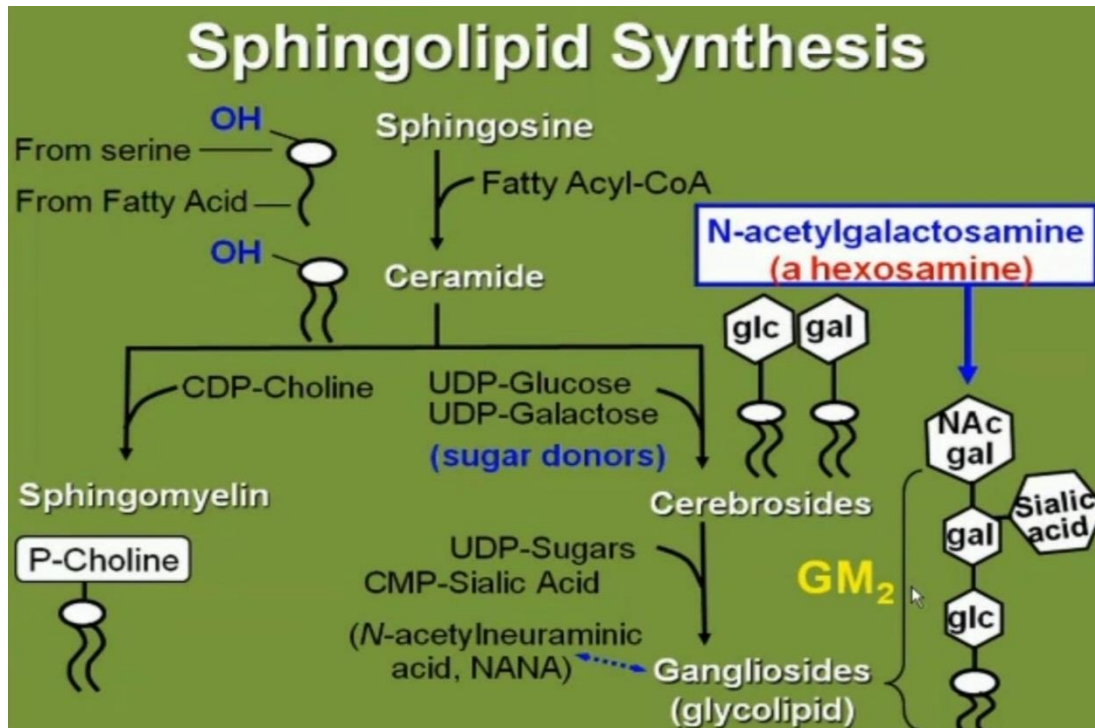 Sphingolipid Synthesis
OH
From serine
From Fatty Acid
Sphingosine
Fatty Acyl-CoA
OH
Ceramide
N-acetylgalactosamine
(a hexosamine)
glc
gal
CDP-Choline
UDP-Glucose
UDP-Galactose
(sugar donors)
Sphingomyelin
P-Choline
Cerebrosides
UDP-Sugars
CMP-Sialic Acid
(N-acetylneuraminic
acid, NANA)
Gangliosides
(glycolipid)
GM₂
NAc
gal
Sialic
acid
gal
glc